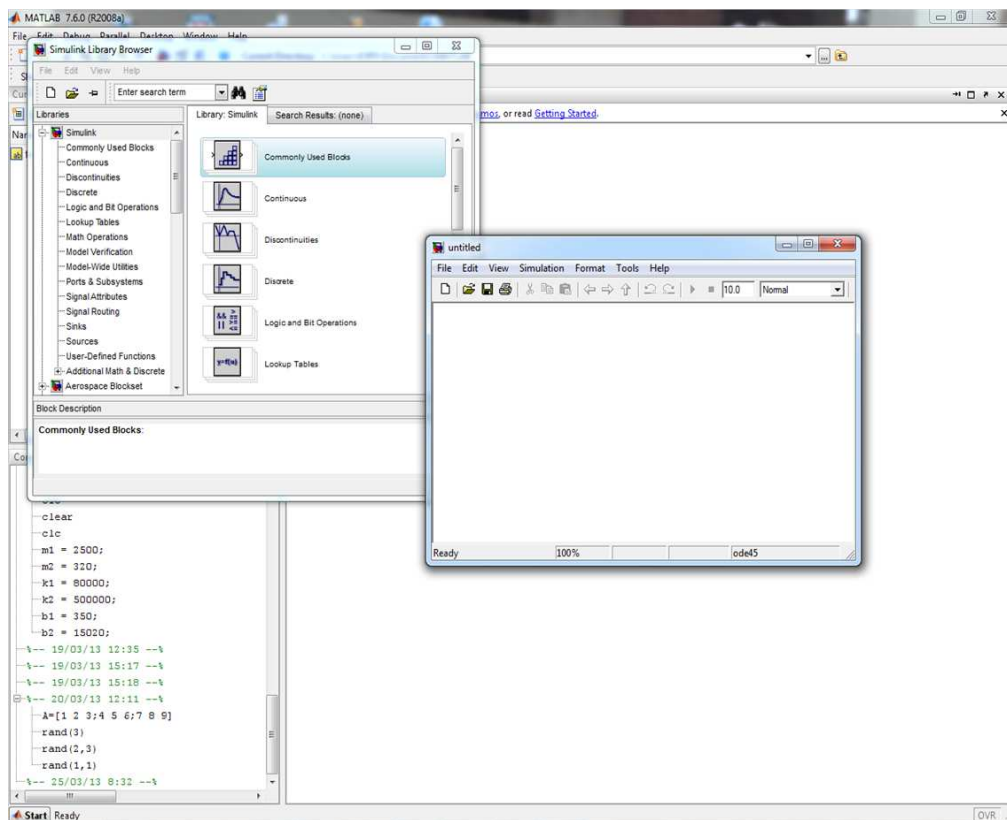 MATLAB 7.6.0 (R2008a)
File Edit Debug Parallel Desktop Window Help
Simulink Library Browser
File Edit View Help
Enter search term
Libraries
Library: Simulink Search Results: (none)
Simulink
Commonly Used Blocks
Continuous
Discontinuities
Discrete
Logic and Bit Operations
Lookup Tables
Math Operations
Model Verification
Model-Wide Utilities
Ports & Subsystems
Signal Attributes
Signal Routing
Sinks
Sources
User-Defined Functions
Additional Math & Discrete
Aerospace Blockset
Commonly Used Blocks
Continuous
Discontinuities
Discrete
Logic and Bit Operations
y=f(u)
Lookup Tables
Block Description
Commonly Used Blocks:
, or read Getting Started.
untitled
File Edit View Simulation Format Tools Help
10.0 Normal
Ready 100% ode45
clear
clc
m1 = 2500;
m2 = 320;
k1 = 80000;
k2 = 500000;
b1 = 350;
b2 = 15020;
%-- 19/03/13 12:35 --%
%-- 19/03/13 15:17 --%
%-- 19/03/13 15:18 --%
%-- 20/03/13 12:11 --%
A=[1 2 3;4 5 6;7 8 9]
rand(3)
rand(2,3)
rand(1,1)
%-- 25/03/13 8:32 --%
Start Ready
OVR